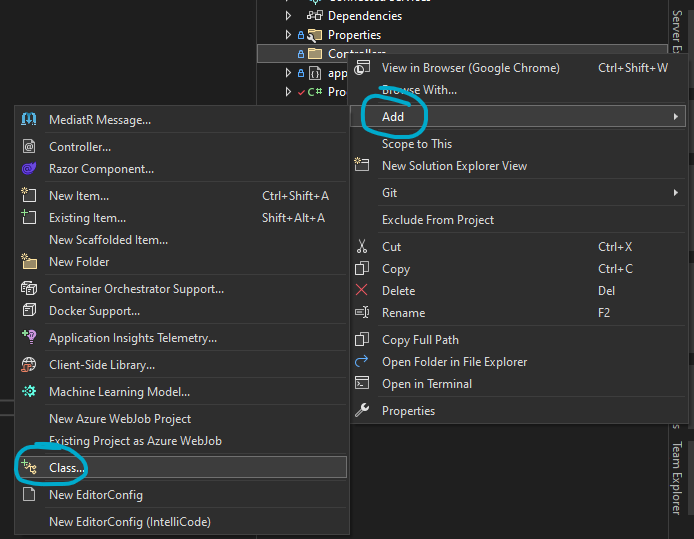 Dependencies
Properties
Controllers
app
Pro
Server Ex
View in Browser (Google Chrome) Ctrl+Shift+W
Browse With...
Add
Scope to This
New Solution Explorer View
Git
Exclude From Project
Cut Ctrl+X
Copy Ctrl+C
Delete Del
Rename F2
Copy Full Path
Open Folder in File Explorer
Open in Terminal
Properties
MediatR Message...
Controller...
Razor Component...
New Item... Ctrl+Shift+A
Existing Item... Shift+Alt+A
New Scaffolded Item...
New Folder
Container Orchestrator Support...
Docker Support...
Application Insights Telemetry...
Client-Side Library...
Machine Learning Model...
New Azure WebJob Project
Existing Project as Azure WebJob
Class...
New EditorConfig
New EditorConfig (IntelliCode)
Team Explorer